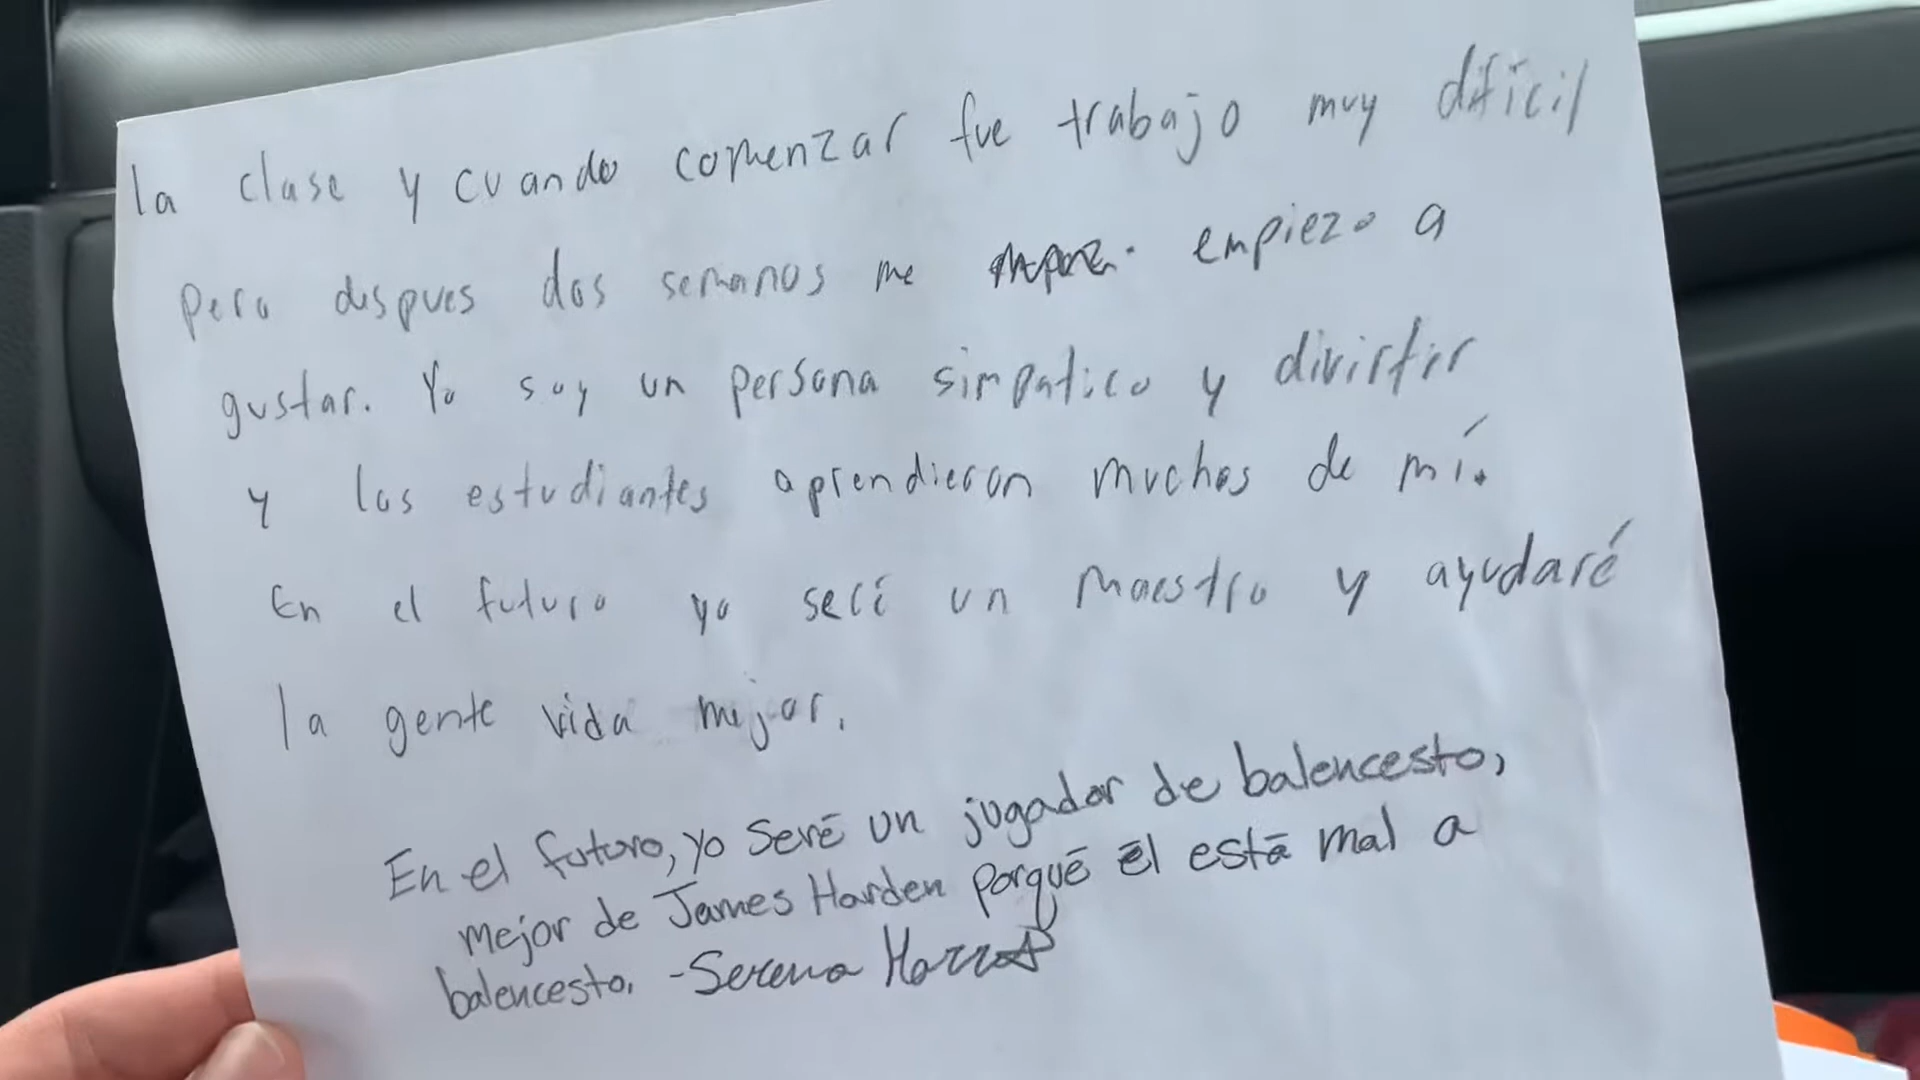 la clase y cuando comenzar fue trabajo muy dificil
pero dispues dos semanas me empiezo a
gustar. Yo soy un persona simpatico y divirtir
y los estudiantes aprendieron muchos de mí.
En el futuro yo seré un maestro y ayudaré
la gente vida mejor.
En el futuro, yo seré un jugador de balencesto,
mejor de James Harden porqué él está mal a
balencesto. -Serena